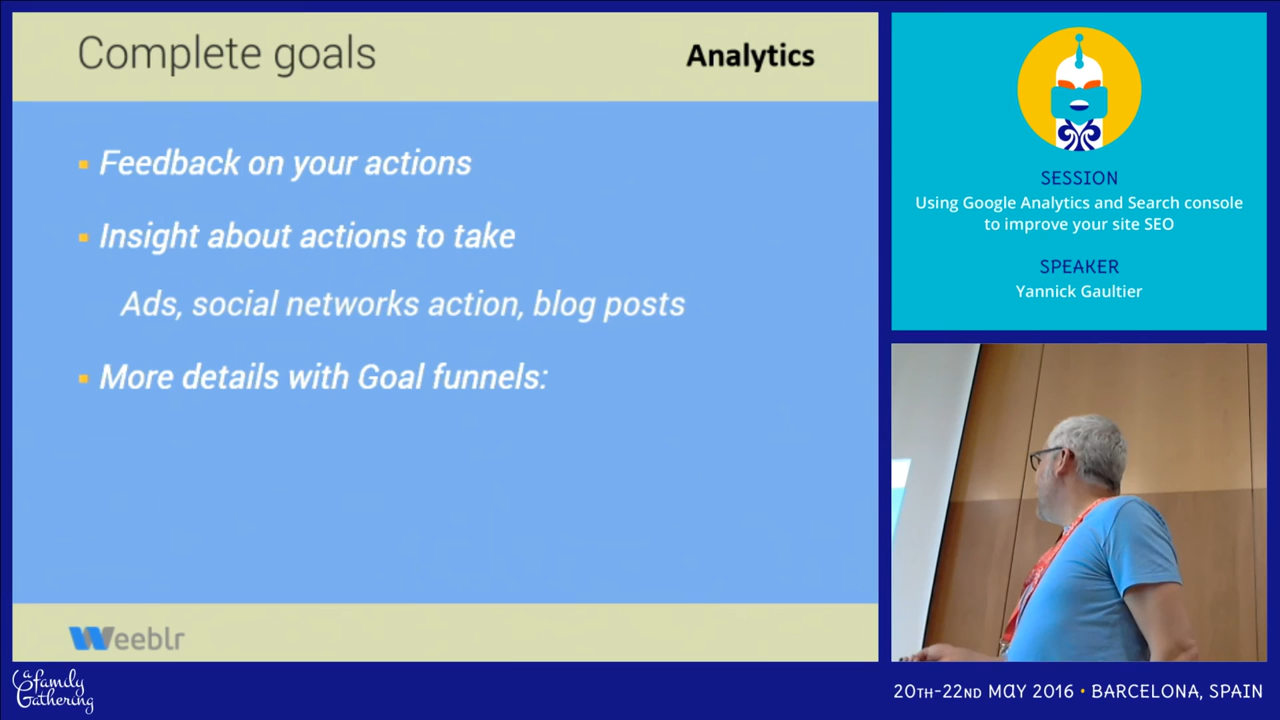 Complete goals
Analytics
Feedback on your actions
Insight about actions to take
Ads, social networks action, blog posts
More details with Goal funnels:
Weeblr
SESSION
Using Google Analytics and Search console
to improve your site SEO
SPEAKER
Yannick Gaultier
a family
Gathering
20TH-22ND MAY 2016 • BARCELONA, SPAIN